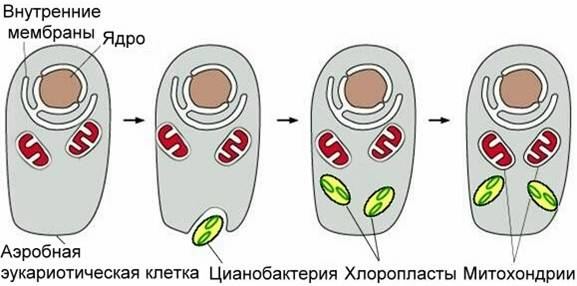 Внутренние
мембраны
Ядро
Аэробная
эукариотическая клетка
Цианобактерия
Хлоропласты
Митохондрии